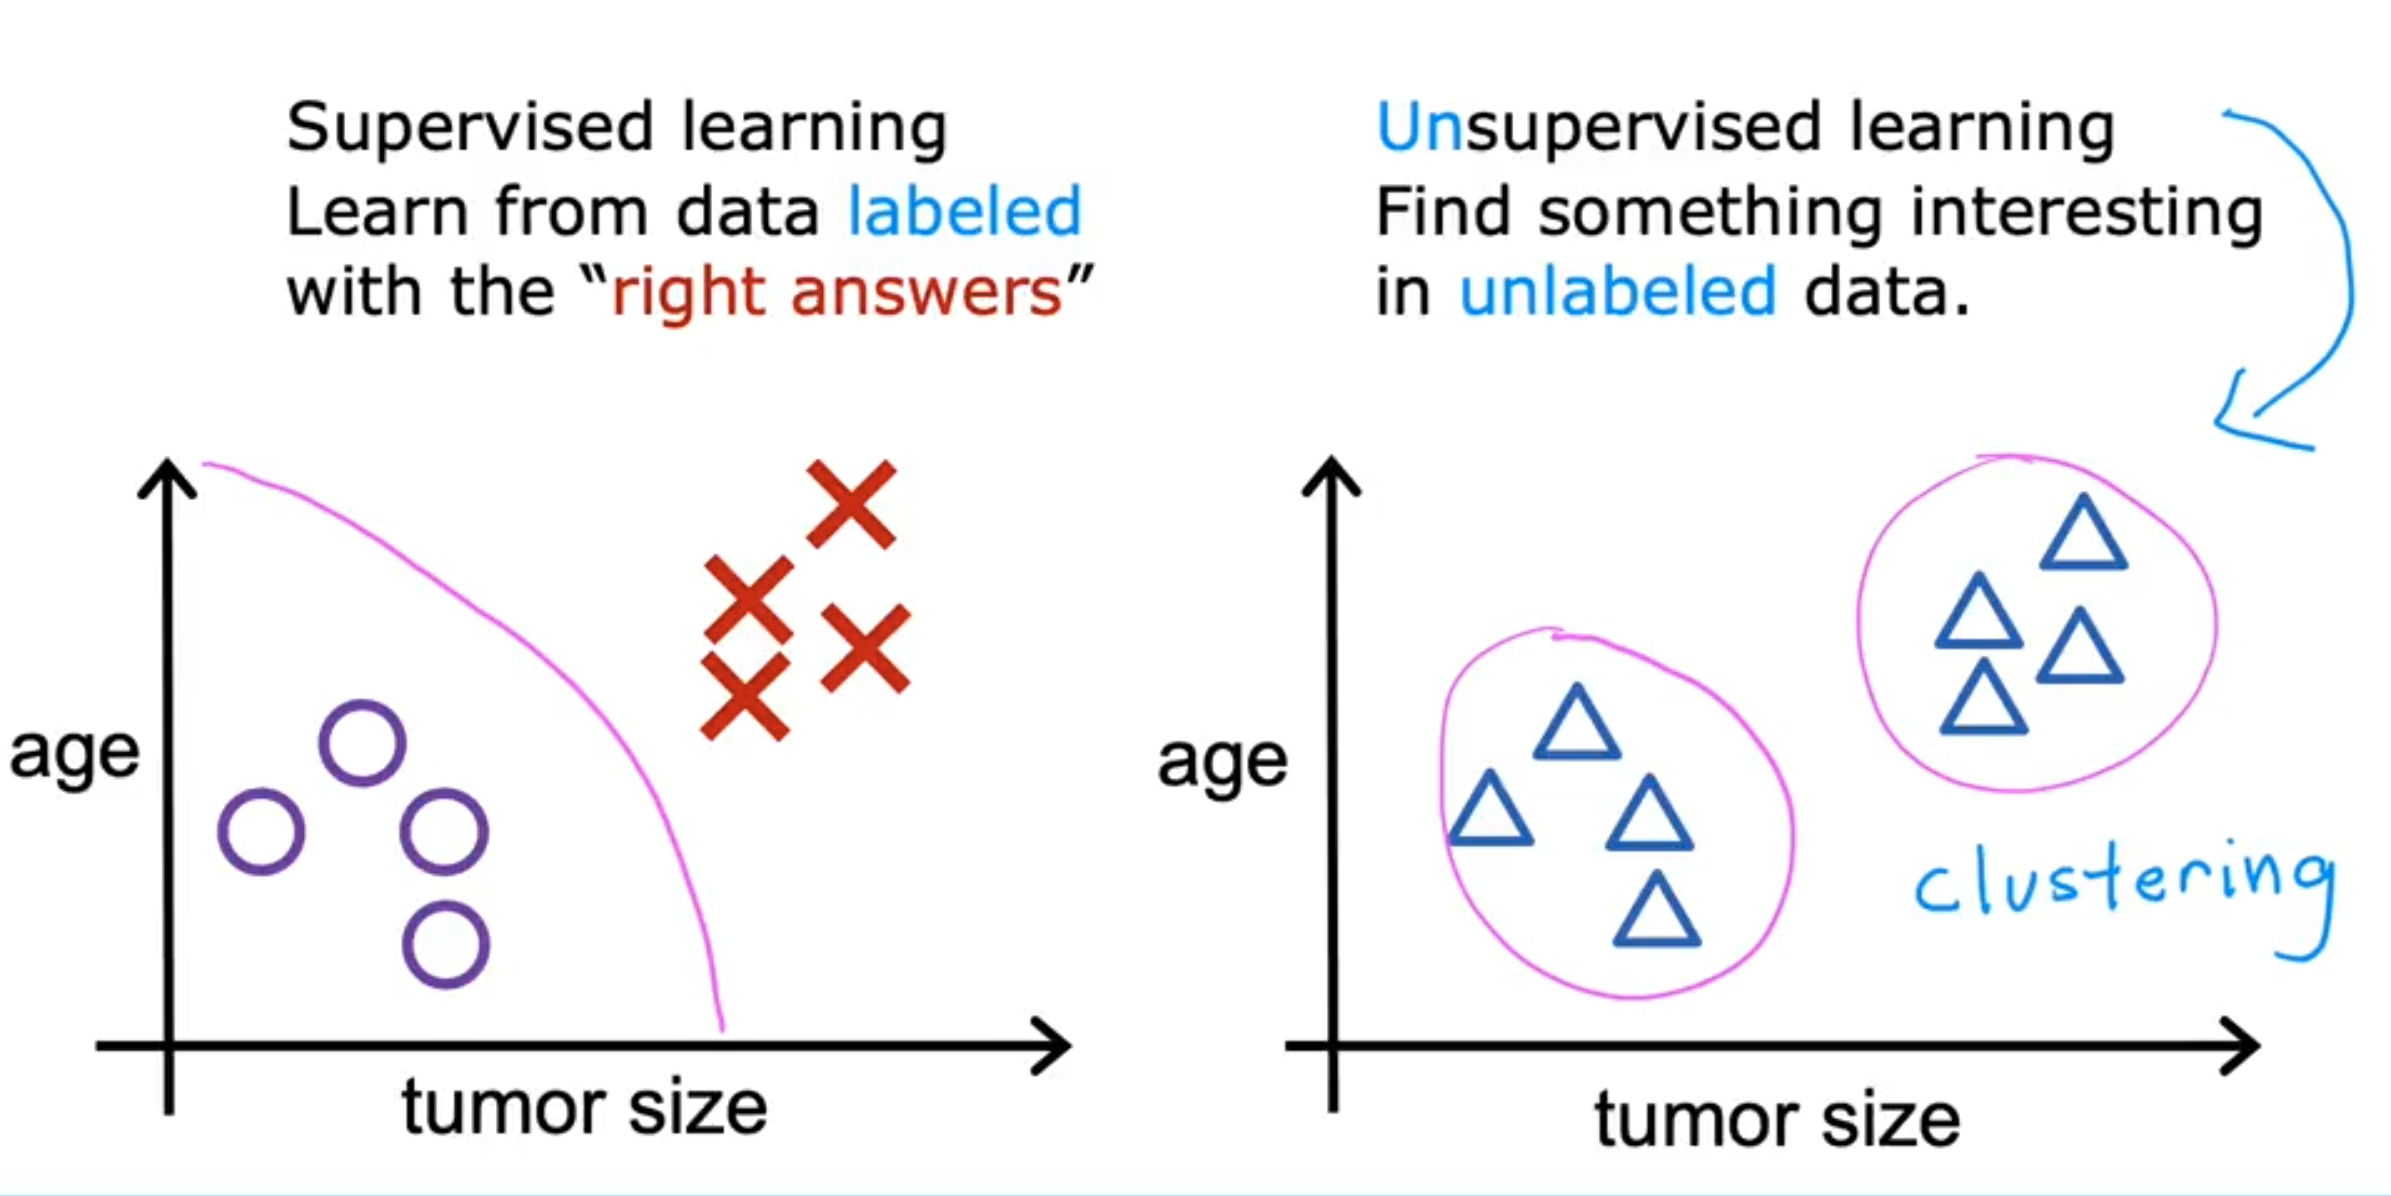 Supervised learning
Learn from data labeled
with the “right answers”
age
tumor size
Unsupervised learning
Find something interesting
in unlabeled data.
age
clustering
tumor size